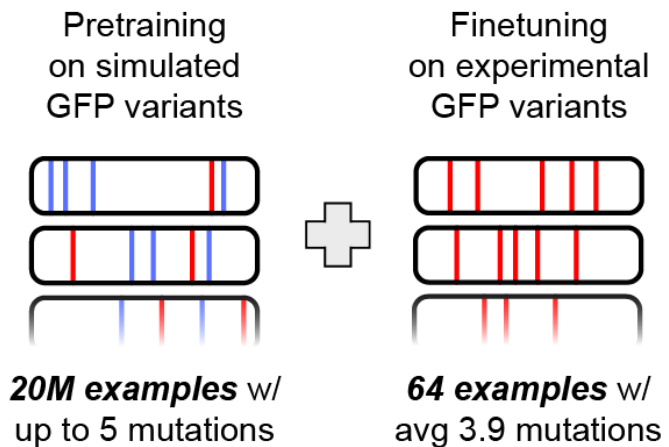 Pretraining
on simulated
GFP variants
20M examples w/
up to 5 mutations
Finetuning
on experimental
GFP variants
64 examples w/
avg 3.9 mutations